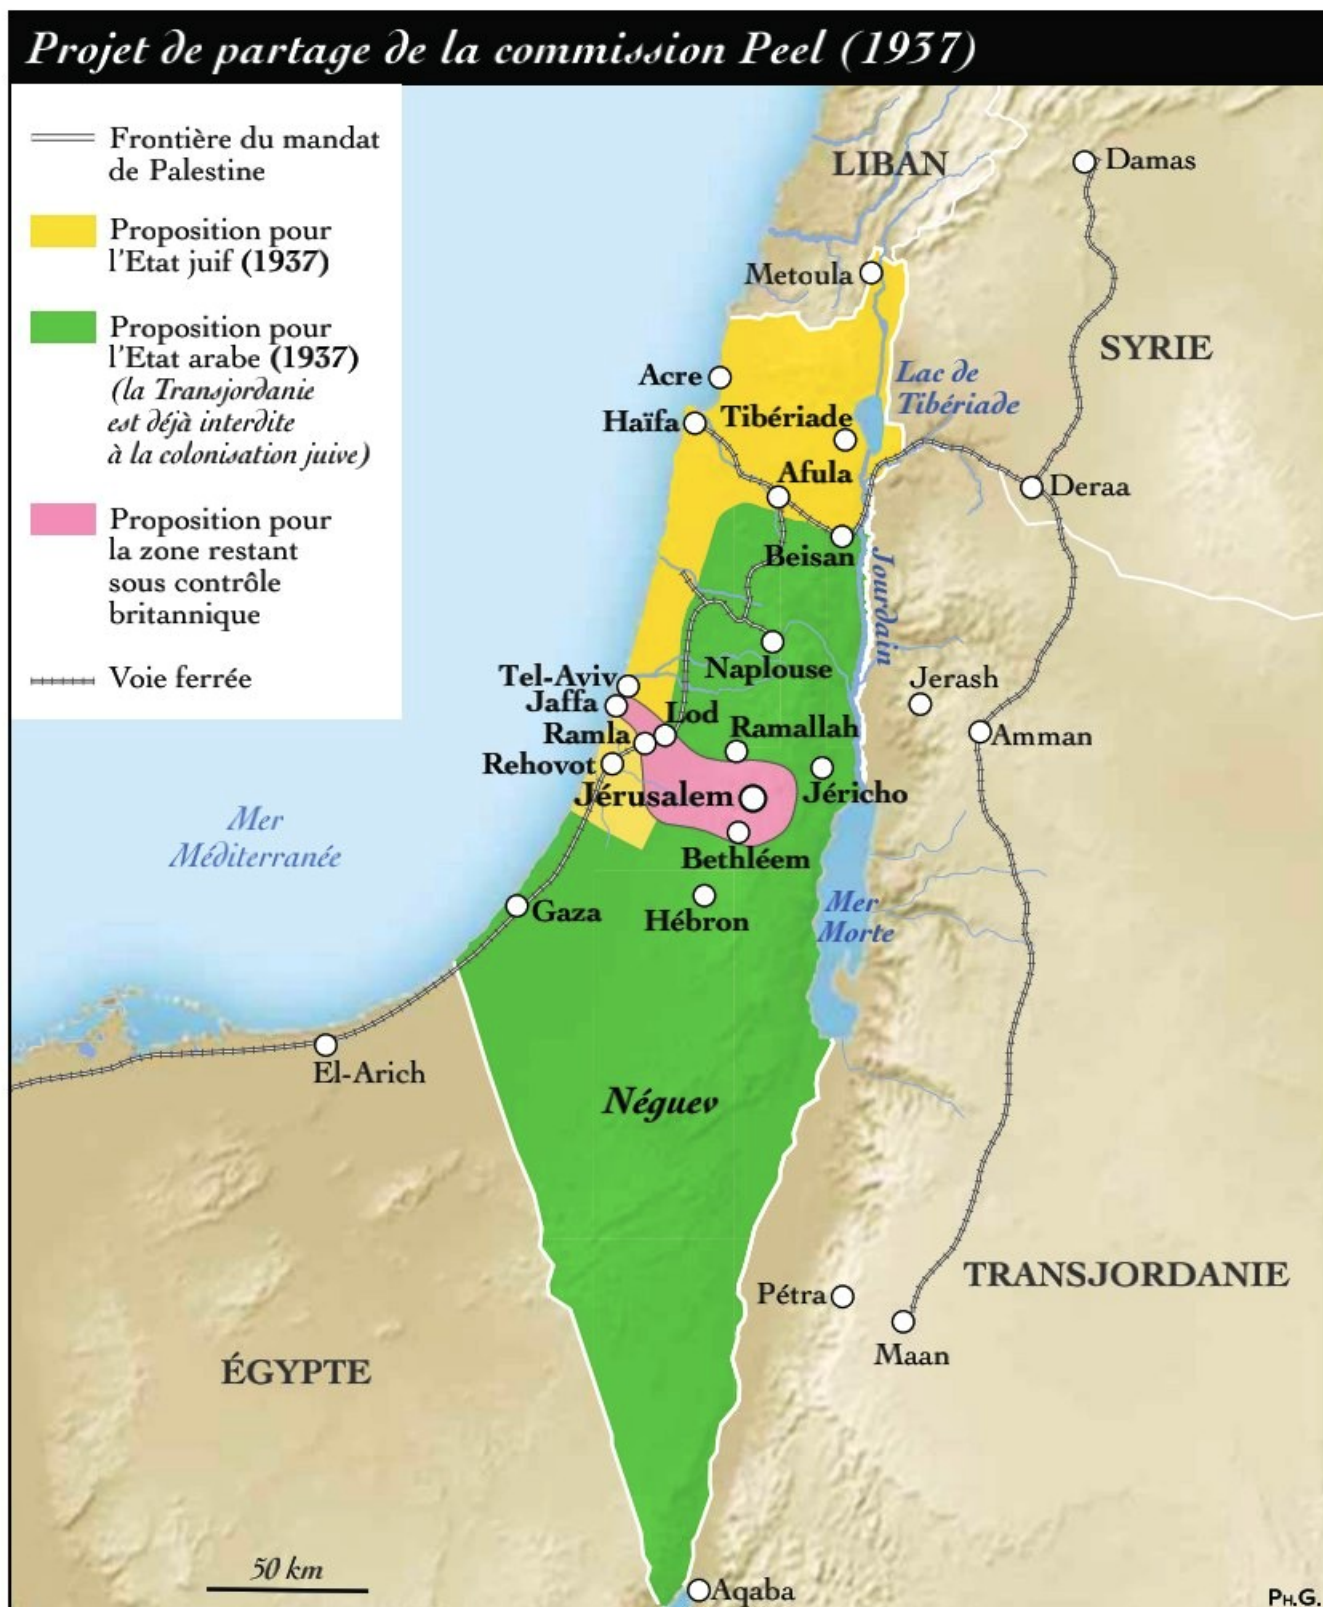 Projet de partage de la commission Peel (1937)
Frontière du mandat
de Palestine
Proposition pour
l'Etat juif (1937)
Proposition pour
l'Etat arabe (1937)
(la Transjordanie
est déjà interdite
à la colonisation juive)
Proposition pour
la zone restant
sous contrôle
britannique
Voie ferrée
LIBAN
Damas
Metoula
SYRIE
Acre
Lac de
Tibériade
Haïfa
Tibériade
Afula
Deraa
Beisan
Jourdain
Naplouse
Tel-Aviv
Jerash
Jaffa
Lod
Ramallah
Ramla
Amman
Rehovot
Jérusalem
Jéricho
Mer
Méditerranée
Bethléem
Gaza
Hébron
Mer
Morte
El-Arich
Néguev
TRANSJORDANIE
Pétra
Maan
ÉGYPTE
50 km
Aqaba
PH.G.